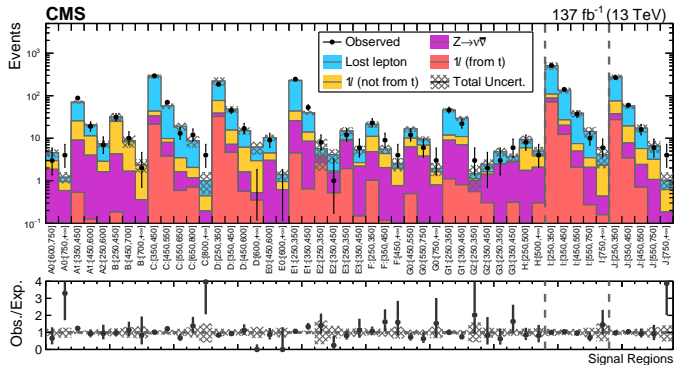 CMS
137 fb⁻¹ (13 TeV)
Events
10³
10²
10
1
10⁻¹
Observed
Lost lepton
1ℓ (not from t)
Z→νν̄
1ℓ (from t)
Total Uncert.
A0:[600,750]
A0:[750,+∞]
A1:[350,450]
A1:[450,600]
A2:[250,600]
B:[250,450]
B:[450,700]
B:[700,+∞]
C:[350,450]
C:[450,550]
C:[550,650]
C:[650,800]
C:[800,+∞]
D:[250,350]
D:[350,450]
D:[450,600]
D:[600,+∞]
E0:[450,600]
E0:[600,+∞]
E1:[250,350]
E1:[350,450]
E2:[250,350]
E2:[350,450]
E3:[250,350]
E3:[350,450]
F:[250,350]
F:[350,450]
F:[450,+∞]
G0:[450,550]
G0:[550,750]
G0:[750,+∞]
G1:[250,350]
G1:[350,450]
G2:[250,350]
G2:[350,450]
G3:[250,350]
G3:[350,450]
H:[250,500]
H:[500,+∞]
I:[250,350]
I:[350,450]
I:[450,550]
I:[550,750]
I:[750,+∞]
J:[250,350]
J:[350,450]
J:[450,550]
J:[550,750]
J:[750,+∞]
Obs./Exp.
4
3
2
1
0
Signal Regions